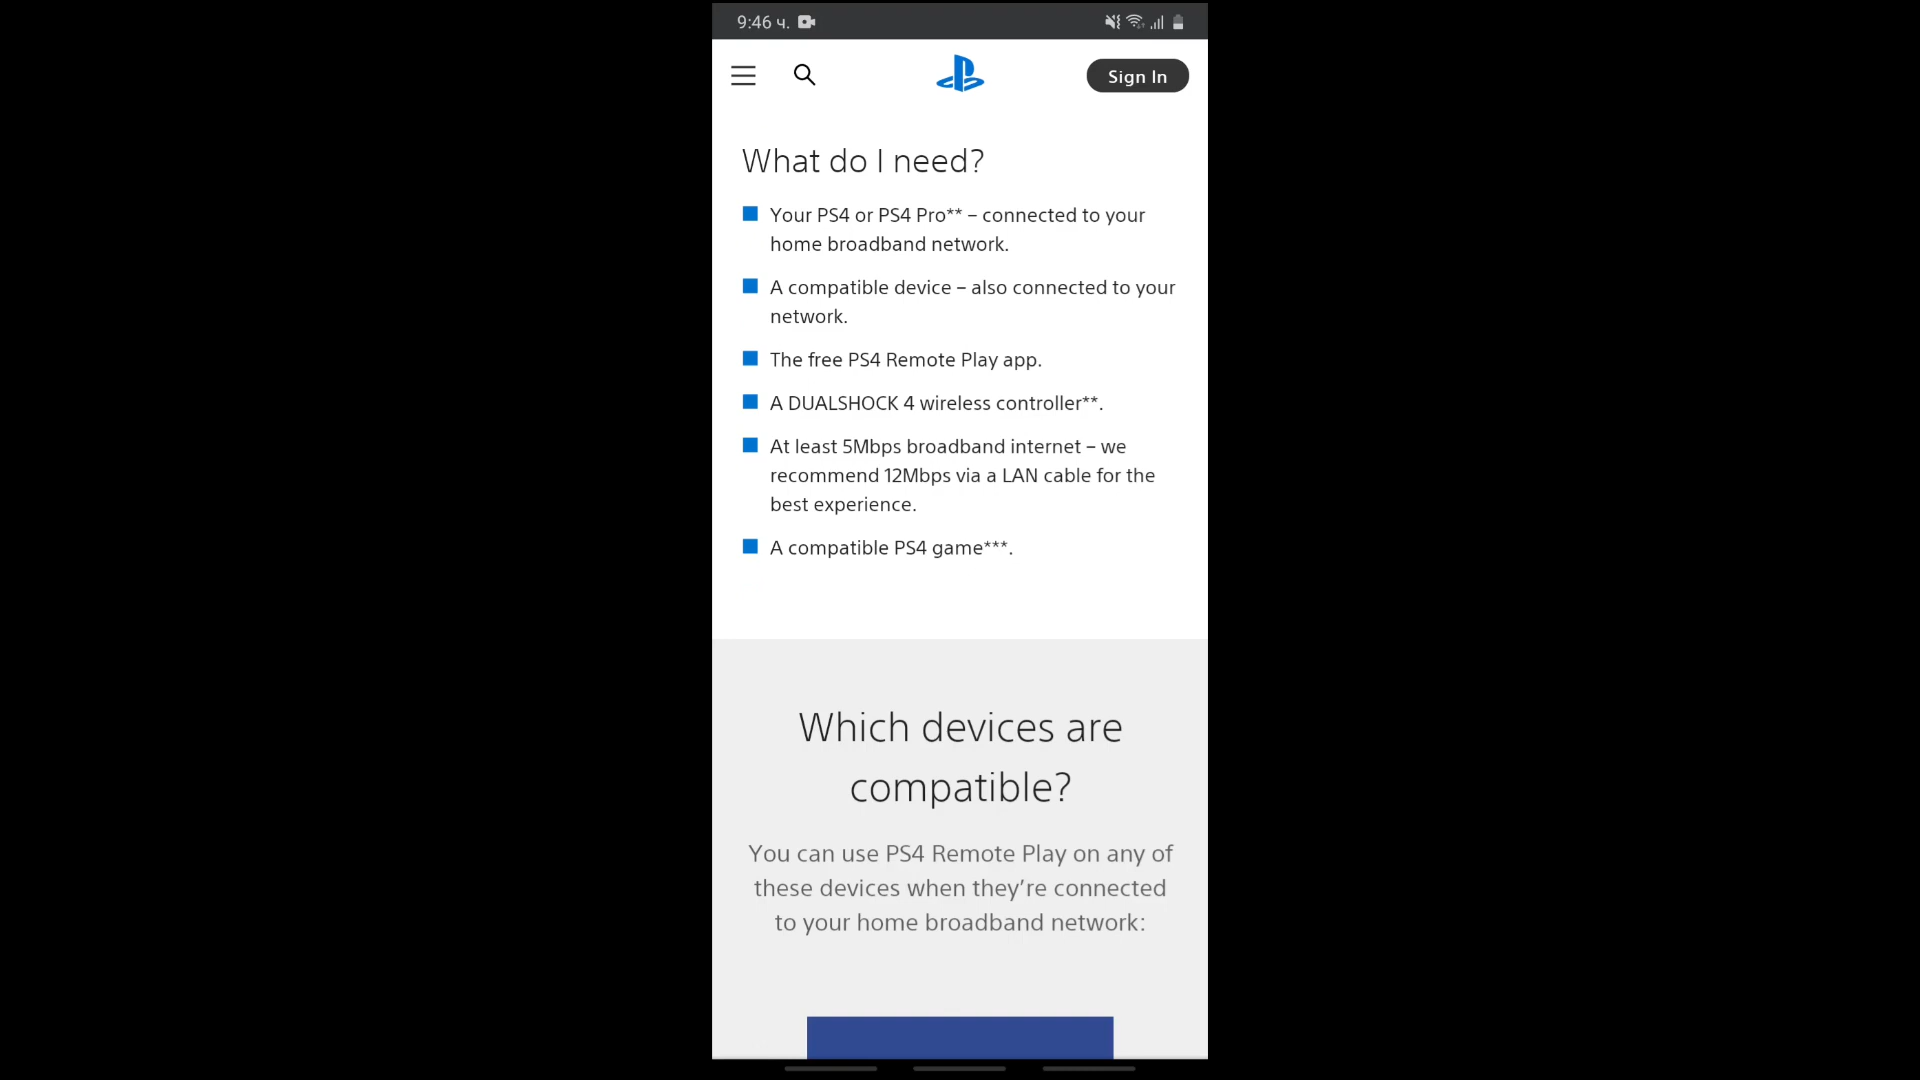 9:46 ч.
Sign In
What do I need?
Your PS4 or PS4 Pro** – connected to your
home broadband network.
A compatible device – also connected to your
network.
The free PS4 Remote Play app.
A DUALSHOCK 4 wireless controller**.
At least 5Mbps broadband internet – we
recommend 12Mbps via a LAN cable for the
best experience.
A compatible PS4 game***.
Which devices are
compatible?
You can use PS4 Remote Play on any of
these devices when they’re connected
to your home broadband network: